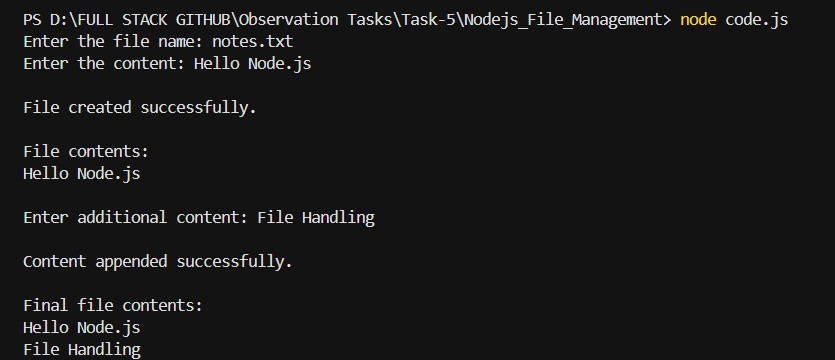 PS D:\FULL STACK GITHUB\Observation Tasks\Task-5\Nodejs_File_Management> node code.js
Enter the file name: notes.txt
Enter the content: Hello Node.js
File created successfully.
File contents:
Hello Node.js
Enter additional content: File Handling
Content appended successfully.
Final file contents:
Hello Node.js
File Handling